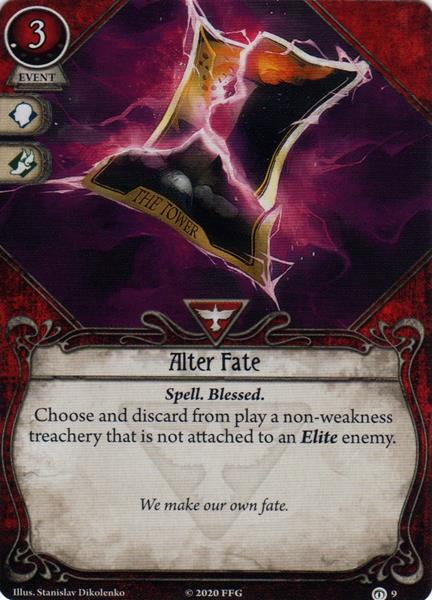 3
EVENT
THE TOWER
Alter Fate
Spell. Blessed.
Choose and discard from play a non-weakness
treachery that is not attached to an Elite enemy.
We make our own fate.
Illus. Stanislav Dikolenko © 2020 FFG 9